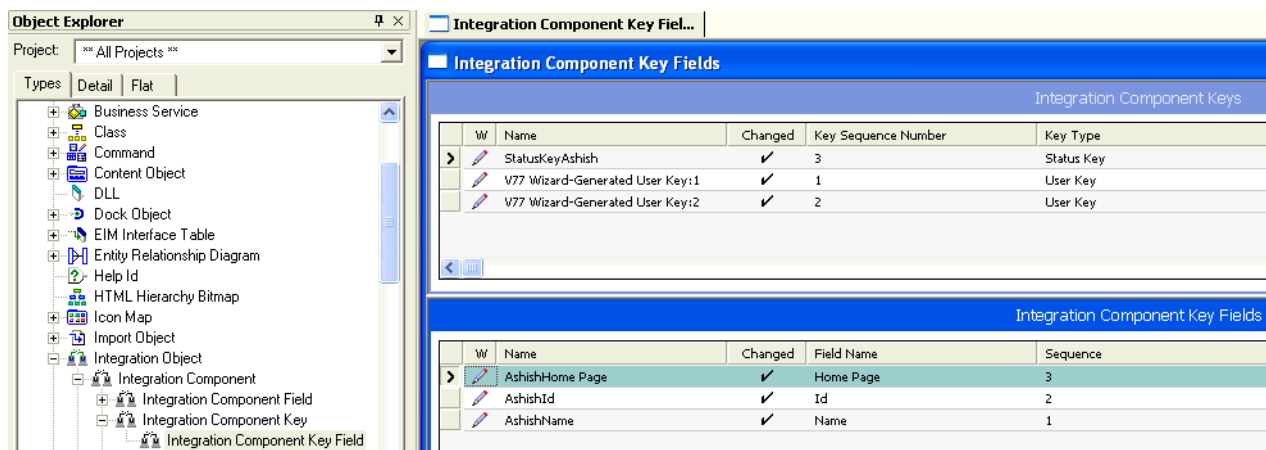 Object Explorer
Project: ** All Projects **
Types Detail Flat
Business Service
Class
Command
Content Object
DLL
Dock Object
EIM Interface Table
Entity Relationship Diagram
Help Id
HTML Hierarchy Bitmap
Icon Map
Import Object
Integration Object
Integration Component
Integration Component Field
Integration Component Key
Integration Component Key Field
Integration Component Key Fiel...
Integration Component Key Fields
Integration Component Keys
W Name Changed Key Sequence Number Key Type
StatusKeyAshish 3 Status Key
V77 Wizard-Generated User Key:1 1 User Key
V77 Wizard-Generated User Key:2 2 User Key
Integration Component Key Fields
W Name Changed Field Name Sequence
AshishHome Page Home Page 3
AshishId Id 2
AshishName Name 1